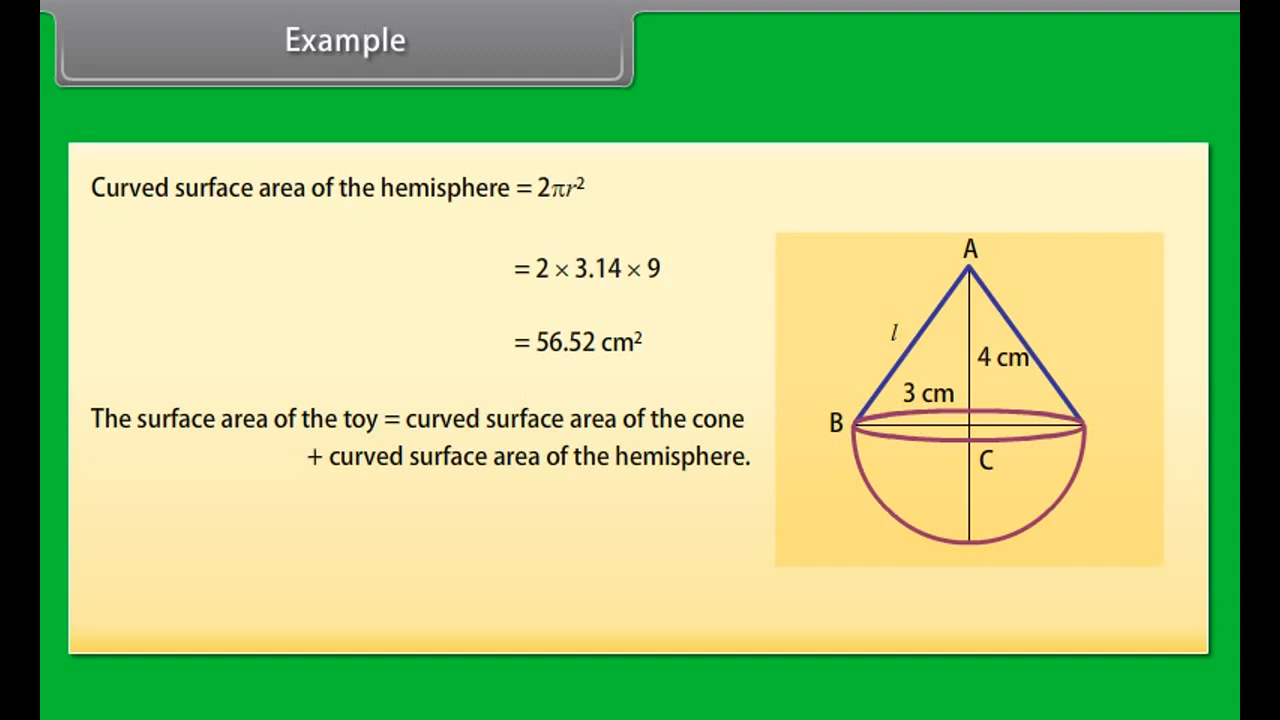 Example
Curved surface area of the hemisphere = 2πr²
= 2 × 3.14 × 9
= 56.52 cm²
The surface area of the toy = curved surface area of the cone
+ curved surface area of the hemisphere.
A
l
4 cm
3 cm
B
C